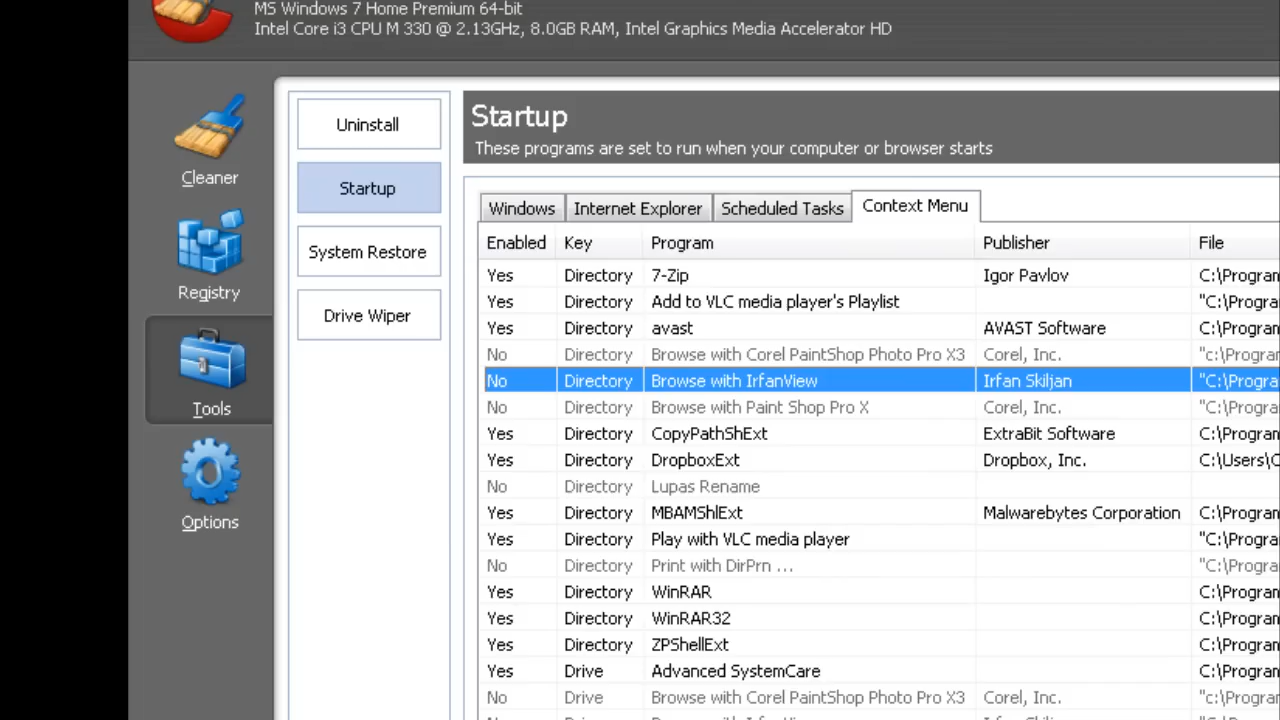 MS Windows 7 Home Premium 64-bit
Intel Core i3 CPU M 330 @ 2.13GHz, 8.0GB RAM, Intel Graphics Media Accelerator HD
Cleaner
Registry
Tools
Options
Uninstall
Startup
System Restore
Drive Wiper
Startup
These programs are set to run when your computer or browser starts
Windows Internet Explorer Scheduled Tasks Context Menu
Enabled Key Program Publisher File
Yes Directory 7-Zip Igor Pavlov C:\Program
Yes Directory Add to VLC media player's Playlist "C:\Progra
Yes Directory avast AVAST Software C:\Program
No Directory Browse with Corel PaintShop Photo Pro X3 Corel, Inc. "c:\Program
No Directory Browse with IrfanView Irfan Skiljan "C:\Progra
No Directory Browse with Paint Shop Pro X Corel, Inc. "C:\Progra
Yes Directory CopyPathShExt ExtraBit Software C:\Program
Yes Directory DropboxExt Dropbox, Inc. C:\Users\C
No Directory Lupas Rename
Yes Directory MBAMShlExt Malwarebytes Corporation C:\Program
Yes Directory Play with VLC media player "C:\Progra
No Directory Print with DirPrn ... "C:\Progra
Yes Directory WinRAR C:\Program
Yes Directory WinRAR32 C:\Program
Yes Directory ZPShellExt C:\Program
Yes Drive Advanced SystemCare C:\Program
No Drive Browse with Corel PaintShop Photo Pro X3 Corel, Inc. "c:\Program